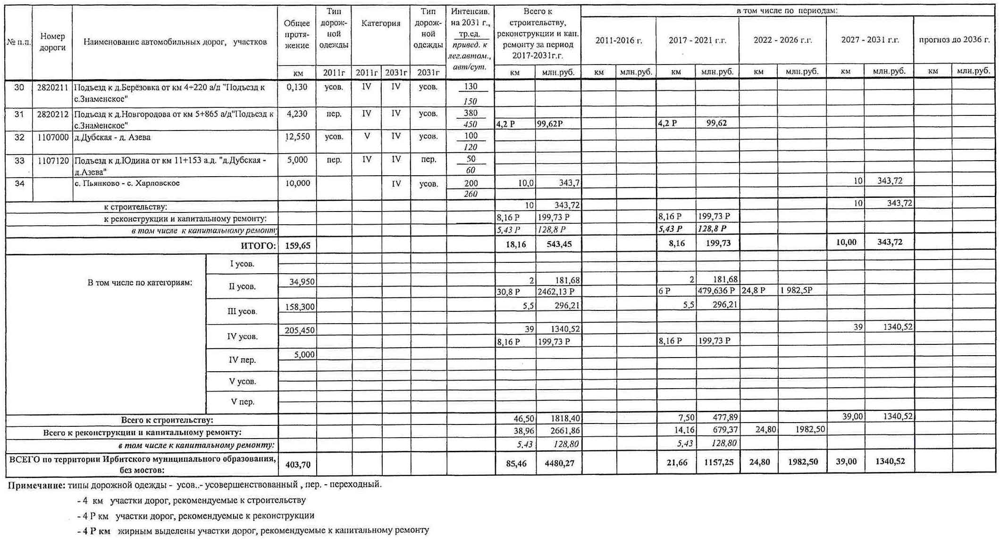 № п.п. Номер дороги Наименование автомобильных дорог, участков Общее протя-жение Тип дорож-ной одежды Категория Тип дорож-ной одежды Интенсив. на 2031 г., тр.ед. привед. к лег.автом., авт/сут. Всего к строительству, реконструкции и кап. ремонту за период 2017-2031г.г. в том числе по периодам:
2011-2016 г. 2017 - 2021 г.г. 2022 - 2026 г.г. 2027 - 2031 г.г. прогноз до 2036 г.
км 2011г 2011г 2031г 2031г км млн.руб. км млн.руб. км млн.руб. км млн.руб. км млн.руб. км млн.руб.
30 2820211 Подъезд к д.Берёзовка от км 4+220 а/д "Подъезд к 0,130 усов. IV IV усов. 130
с.Знаменское" 150
31 2820212 Подъезд к д.Новгородова от км 5+865 а/д"Подъезд к 4,230 пер. IV IV усов. 380
с.Знаменское" 450 4,2 Р 99,62Р 4,2 Р 99,62
32 1107000 д.Дубская - д. Азева 12,550 усов. V IV усов. 100
120
33 1107120 Подъезд к д.Юдина от км 11+153 а.д. "д.Дубская - 5,000 пер. IV IV пер. 50
д.Азева" 60
34 с. Пьянково - с. Харловское 10,000 IV усов. 200 10,0 343,7 10 343,72
260
к строительству: 10 343,72 10 343,72
к реконструкции и капитальному ремонту: 8,16 Р 199,73 Р 8,16 Р 199,73 Р
в том числе к капитальному ремонт 5,43 Р 128,8 Р 5,43 Р 128,8 Р
ИТОГО: 159,65 18,16 543,45 8,16 199,73 10,00 343,72
I усов.
В том числе по категориям: II усов. 34,950 2 181,68 2 181,68
30,8 Р 2462,13 Р 6 Р 479,636 Р 24,8 Р 1 982,5Р
III усов. 158,300 5,5 296,21 5,5 296,21
IV усов. 205,450 39 1340,52 39 1340,52
8,16 Р 199,73 Р 8,16 Р 199,73 Р
IV пер. 5,000
V усов.
V пер.
Всего к строительству: 46,50 1818,40 7,50 477,89 39,00 1340,52
Всего к реконструкции и капитальному ремонту: 38,96 2661,86 14,16 679,37 24,80 1982,50
в том числе к капитальному ремонту: 5,43 128,80 5,43 128,80
ВСЕГО по территории Ирбитского муниципального образования,
без мостов: 403,70 85,46 4480,27 21,66 1157,25 24,80 1982,50 39,00 1340,52
Примечание: типы дорожной одежды - усов..- усовершенствованный , пер. - переходный.
- 4 км участки дорог, рекомендуемые к строительству
- 4 Р км участки дорог, рекомендуемые к реконструкции
- 4 Р км жирным выделены участки дорог, рекомендуемые к капитальному ремонту